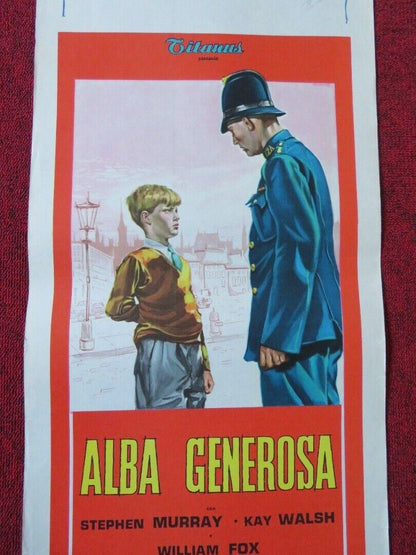 Titanus
presenta
ALBA GENEROSA
con
STEPHEN MURRAY • KAY WALSH
WILLIAM FOX